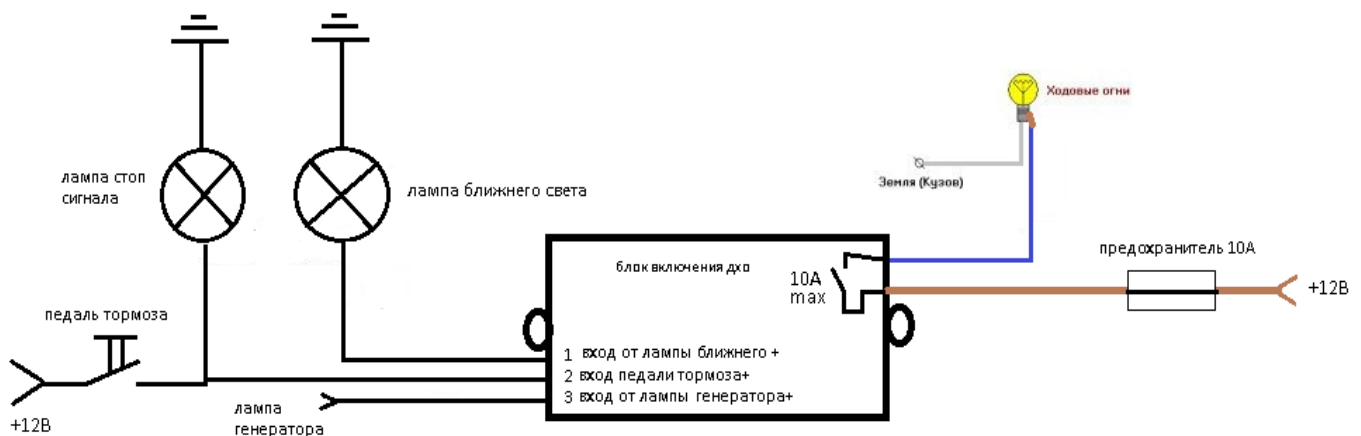 Ходовые огни
Земля (Кузов)
лампа стоп
сигнала
лампа ближнего света
предохранитель 10А
блок включения дхо
10А
max
+12В
педаль тормоза
1 вход от лампы ближнего +
2 вход педали тормоза+
3 вход от лампы генератора+
лампа
генератора
+12В